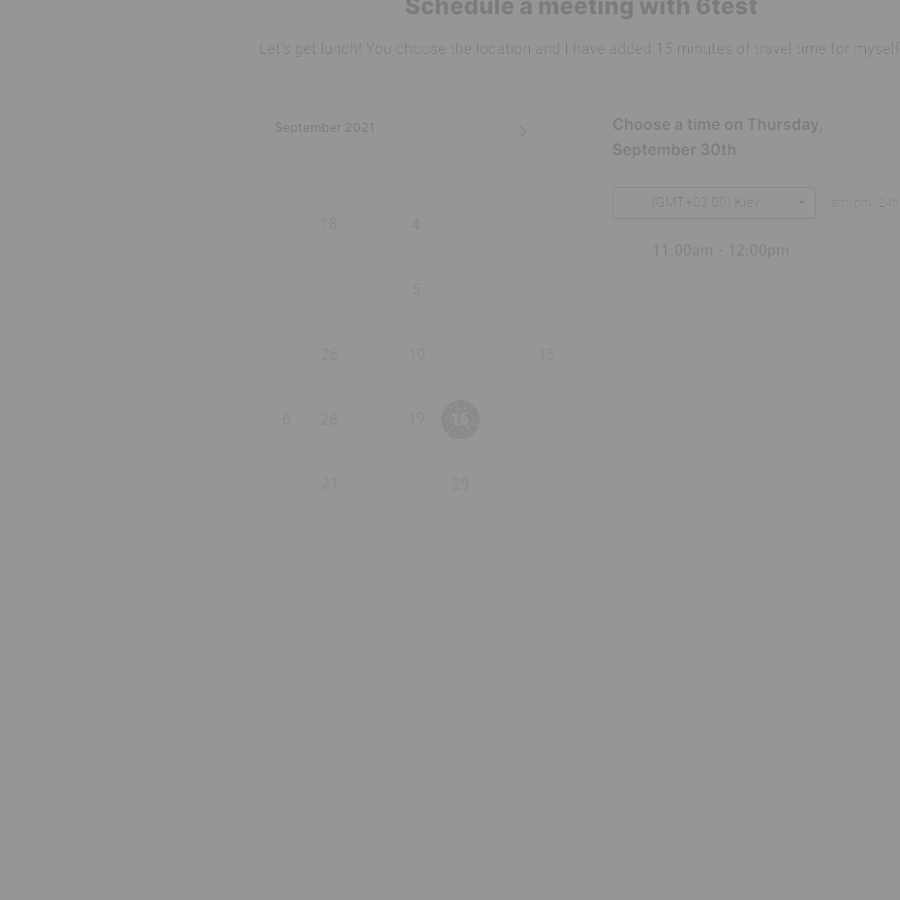 Schedule a meeting with 6test
Let's get lunch! You choose the location and I have added 15 minutes of travel time for myself
September 2021
Choose a time on Thursday,
September 30th
(GMT+03:00) Kiev
am/pm 24h
18 4
11:00am - 12:00pm
5
26 10 15
6 28 19 16
21 29